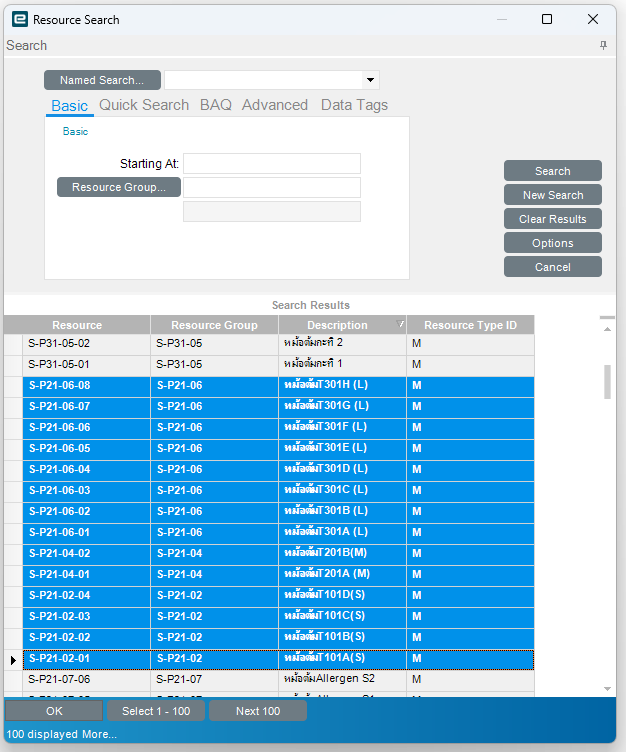 Resource Search
Search
Named Search...
Basic Quick Search BAQ Advanced Data Tags
Basic
Starting At:
Resource Group...
Search
New Search
Clear Results
Options
Cancel
Search Results
Resource Resource Group Description Resource Type ID
S-P31-05-02 S-P31-05 หม้อต้มกะทิ 2 M
S-P31-05-01 S-P31-05 หม้อต้มกะทิ 1 M
S-P21-06-08 S-P21-06 หม้อต้มT301H (L) M
S-P21-06-07 S-P21-06 หม้อต้มT301G (L) M
S-P21-06-06 S-P21-06 หม้อต้มT301F (L) M
S-P21-06-05 S-P21-06 หม้อต้มT301E (L) M
S-P21-06-04 S-P21-06 หม้อต้มT301D (L) M
S-P21-06-03 S-P21-06 หม้อต้มT301C (L) M
S-P21-06-02 S-P21-06 หม้อต้มT301B (L) M
S-P21-06-01 S-P21-06 หม้อต้มT301A (L) M
S-P21-04-02 S-P21-04 หม้อต้มT201B(M) M
S-P21-04-01 S-P21-04 หม้อต้มT201A (M) M
S-P21-02-04 S-P21-02 หม้อต้มT101D(S) M
S-P21-02-03 S-P21-02 หม้อต้มT101C(S) M
S-P21-02-02 S-P21-02 หม้อต้มT101B(S) M
S-P21-02-01 S-P21-02 หม้อต้มT101A(S) M
S-P21-07-06 S-P21-07 หม้อต้มAllergen S2 M
OK Select 1 - 100 Next 100
100 displayed More...